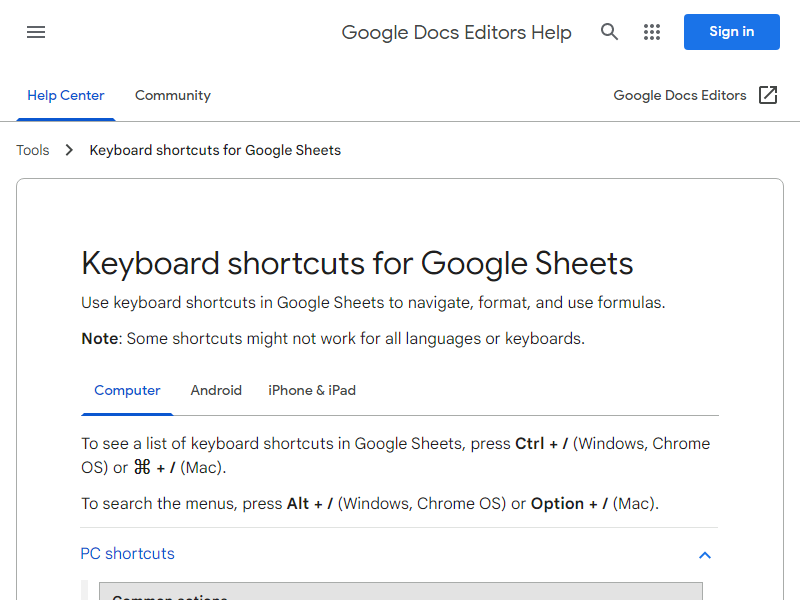 Google Docs Editors Help
Sign in
Help Center
Community
Google Docs Editors
Tools
Keyboard shortcuts for Google Sheets
Keyboard shortcuts for Google Sheets
Use keyboard shortcuts in Google Sheets to navigate, format, and use formulas.
Note: Some shortcuts might not work for all languages or keyboards.
Computer
Android
iPhone & iPad
To see a list of keyboard shortcuts in Google Sheets, press Ctrl + / (Windows, Chrome
OS) or ⌘ + / (Mac).
To search the menus, press Alt + / (Windows, Chrome OS) or Option + / (Mac).
PC shortcuts
Common actions